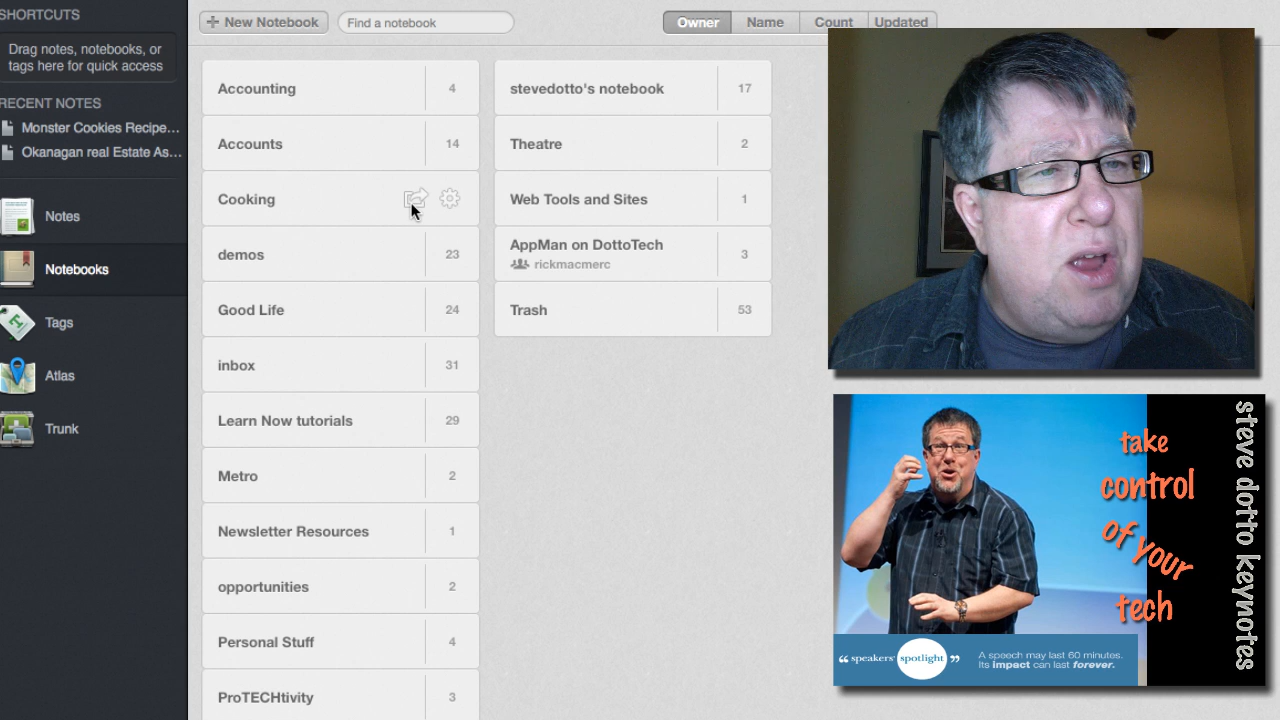 SHORTCUTS
Drag notes, notebooks, or
tags here for quick access
RECENT NOTES
Monster Cookies Recipe...
Okanagan real Estate As...
Notes
Notebooks
Tags
Atlas
Trunk
+ New Notebook
Find a notebook
Owner
Name
Count
Updated
Accounting 4
Accounts 14
Cooking
demos 23
Good Life 24
inbox 31
Learn Now tutorials 29
Metro 2
Newsletter Resources 1
opportunities 2
Personal Stuff 4
ProTECHtivity 3
stevedotto's notebook 17
Theatre 2
Web Tools and Sites 1
AppMan on DottoTech 3
rickmacmerc
Trash 53
take
control
of your
tech
steve dotto keynotes
“ speakers' spotlight ”
A speech may last 60 minutes.
Its impact can last forever.